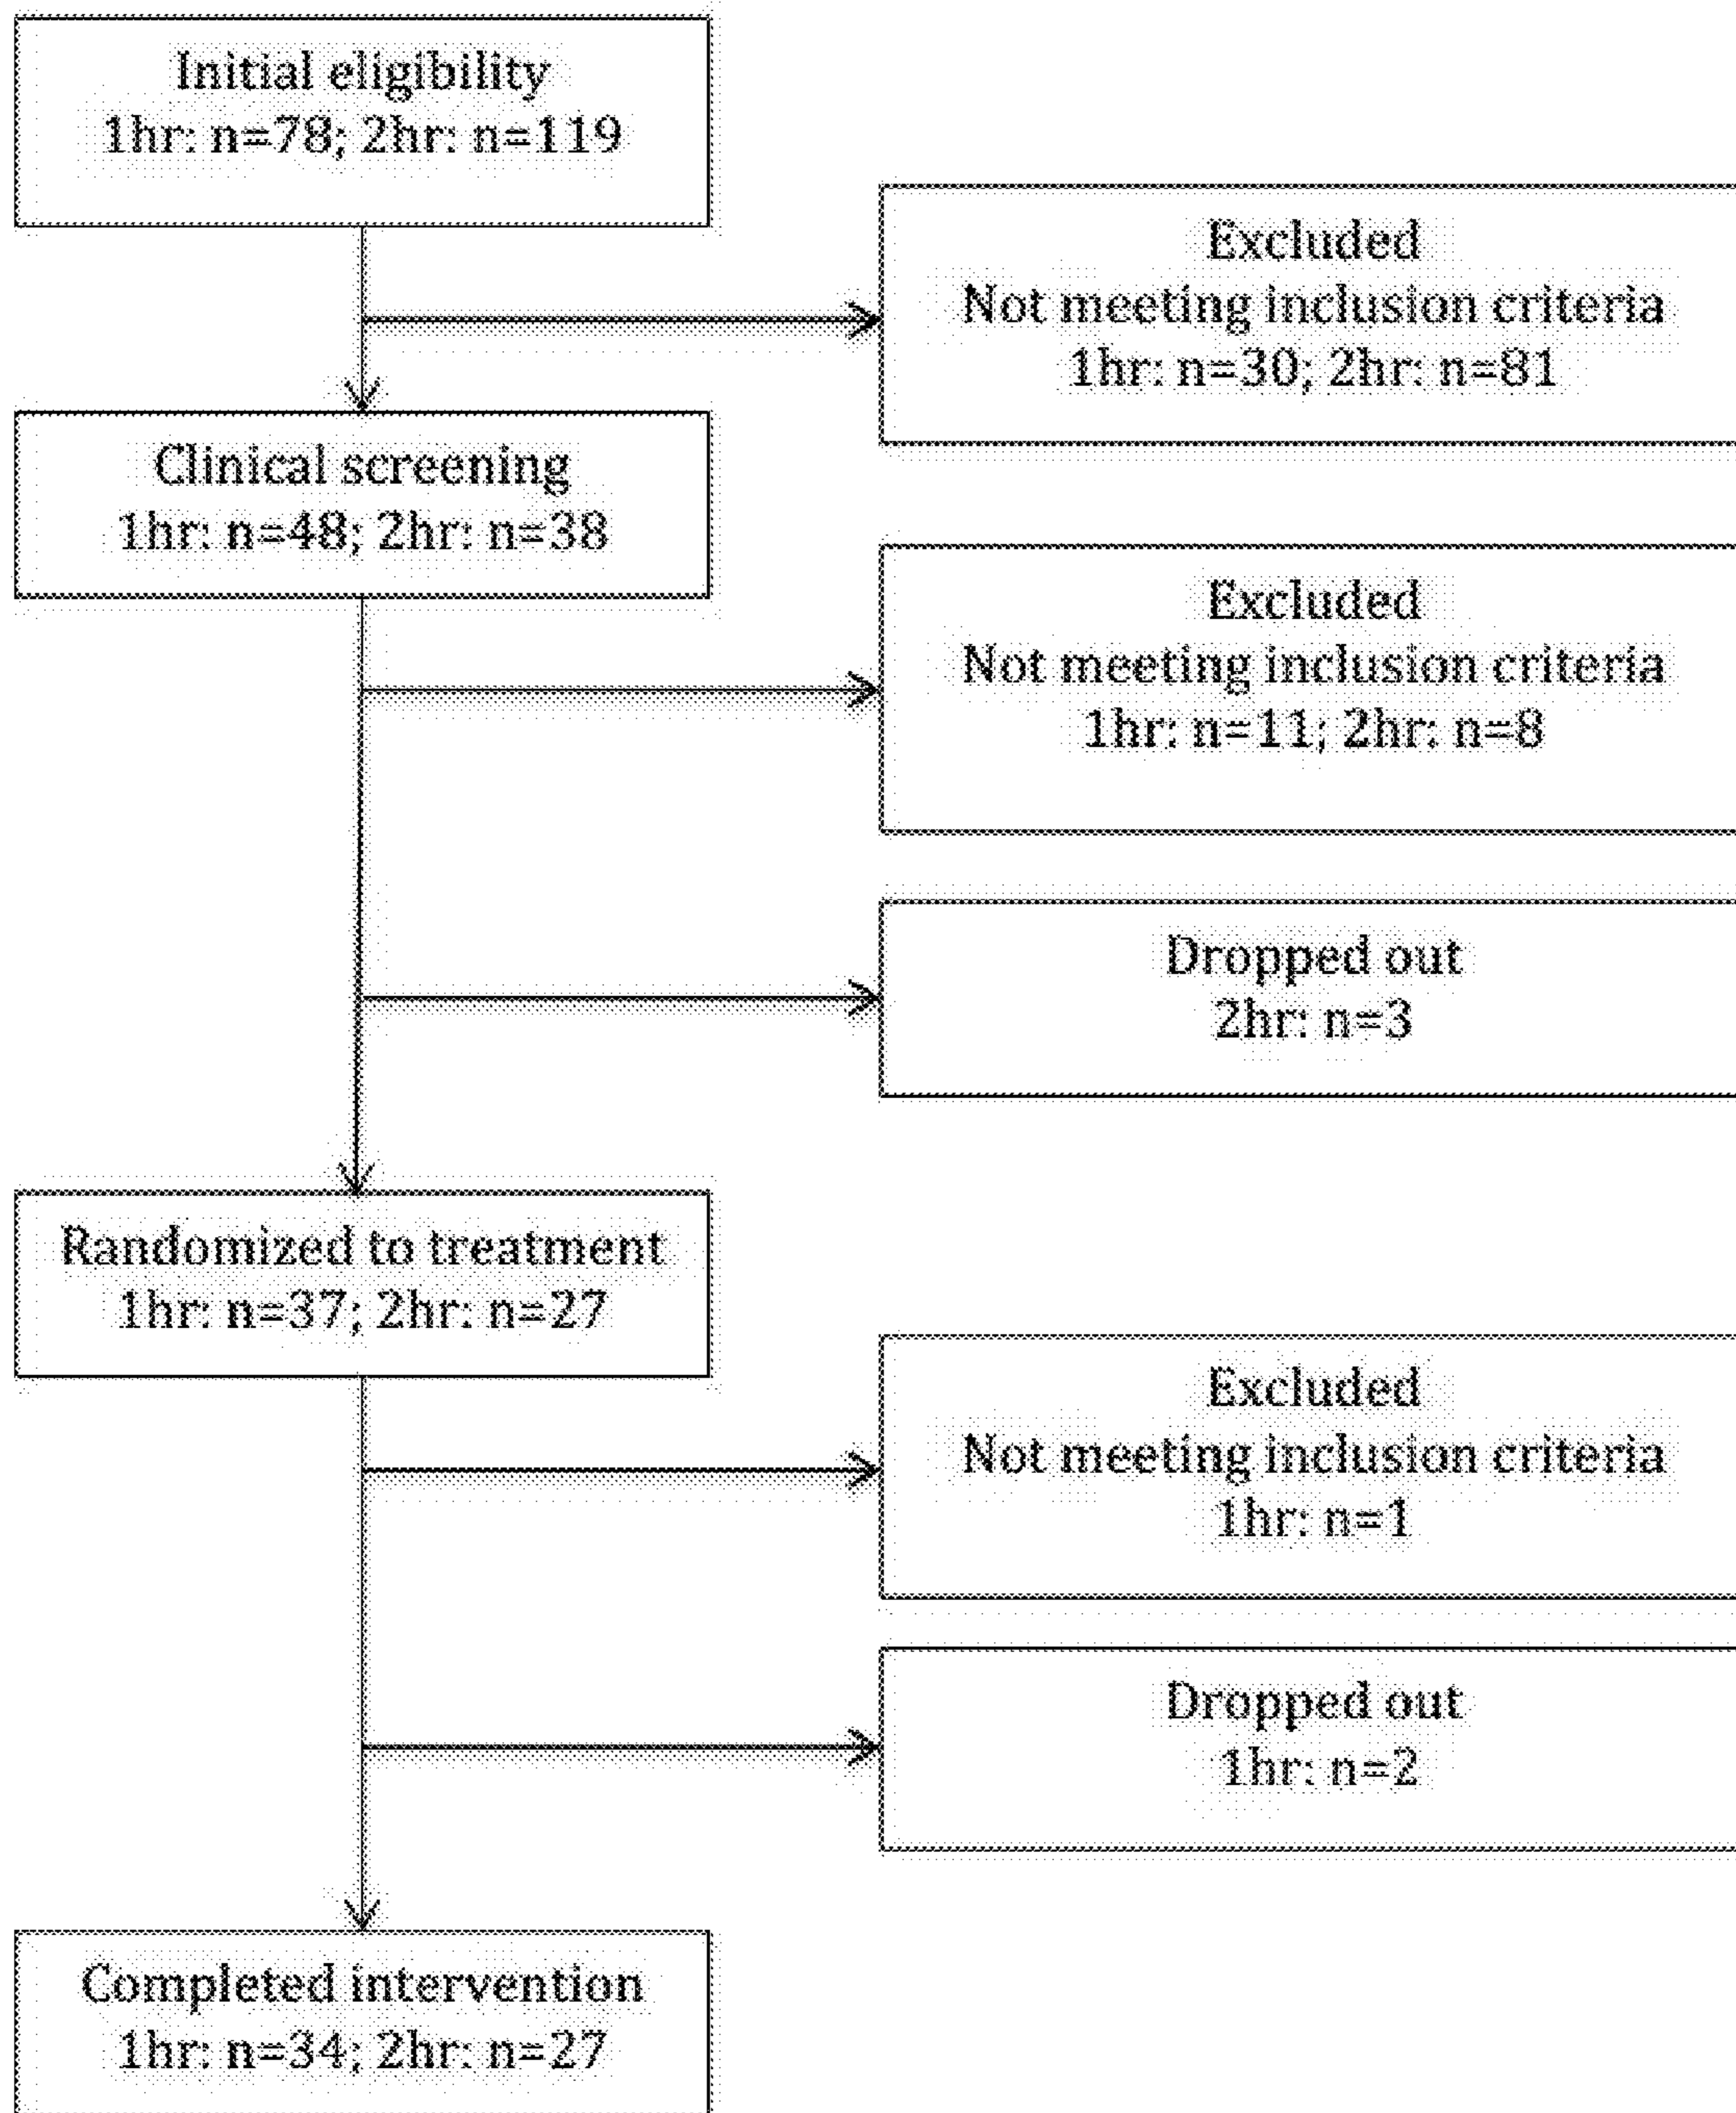 Initial eligibility
1hr: n=78; 2hr: n=119
Excluded
Not meeting inclusion criteria
1hr: n=30; 2hr: n=81
Clinical screening
1hr: n=48; 2hr: n=38
Excluded
Not meeting inclusion criteria
1hr: n=11; 2hr: n=8
Dropped out
2hr: n=3
Randomized to treatment
1hr: n=37; 2hr: n=27
Excluded
Not meeting inclusion criteria
1hr: n=1
Dropped out
1hr: n=2
Completed intervention
1hr: n=34; 2hr: n=27